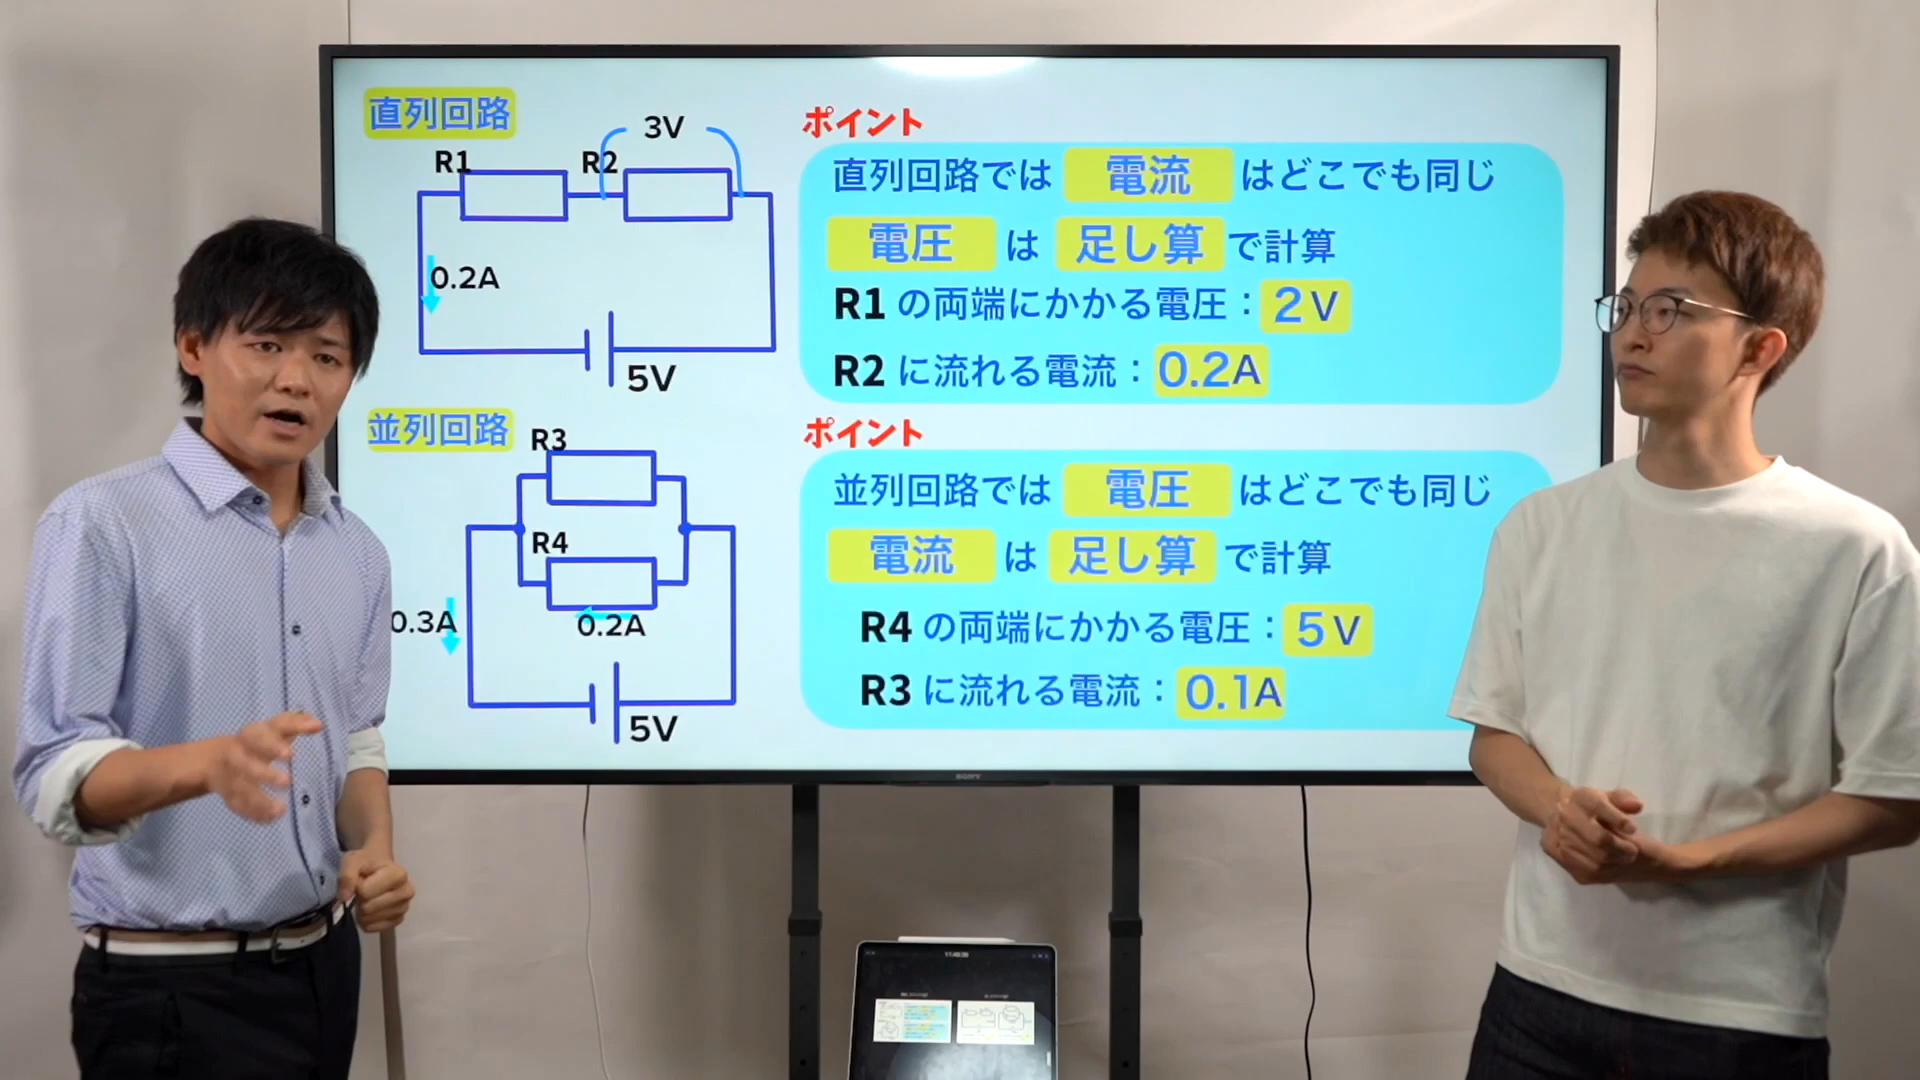 直列回路
R1
R2
3V
0.2A
5V
ポイント
直列回路では 電流 はどこでも同じ
電圧 は 足し算 で計算
R1 の両端にかかる電圧：2V
R2 に流れる電流：0.2A
並列回路
R3
R4
0.3A
0.2A
5V
ポイント
並列回路では 電圧 はどこでも同じ
電流 は 足し算 で計算
R4 の両端にかかる電圧：5V
R3 に流れる電流：0.1A
SONY